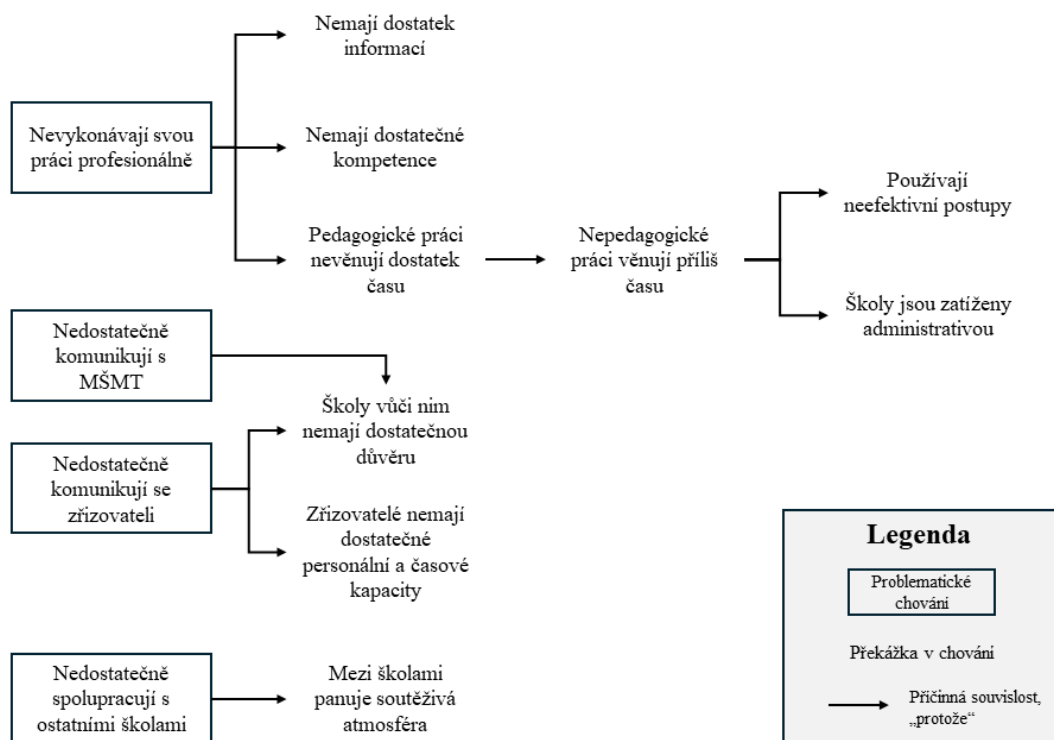 Nemají dostatek
informací
Nevykonávají svou
práci profesionálně
Nemají dostatečné
kompetence
Pedagogické práci
nevěnují dostatek
času
Nepedagogické
práci věnují příliš
času
Používají
neefektivní postupy
Školy jsou zatíženy
administrativou
Nedostatečně
komunikují s
MŠMT
Školy vůči nim
nemají dostatečnou
důvěru
Nedostatečně
komunikují se
zřizovateli
Zřizovatelé nemají
dostatečné
personální a časové
kapacity
Nedostatečně
spolupracují s
ostatními školami
Mezi školami
panuje soutěživá
atmosféra
Legenda
Problematické
chování
Překážka v chování
Příčinná souvislost,
„protože“